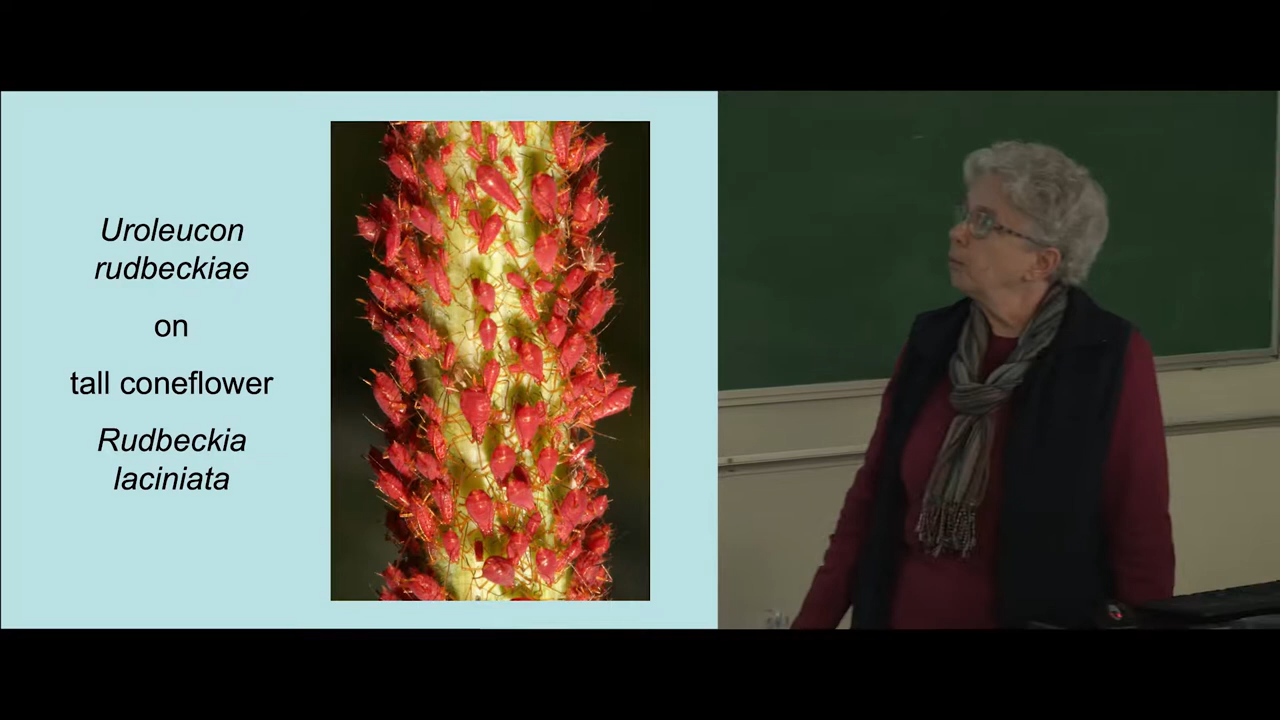 Uroleucon
rudbeckiae
on
tall coneflower
Rudbeckia
laciniata